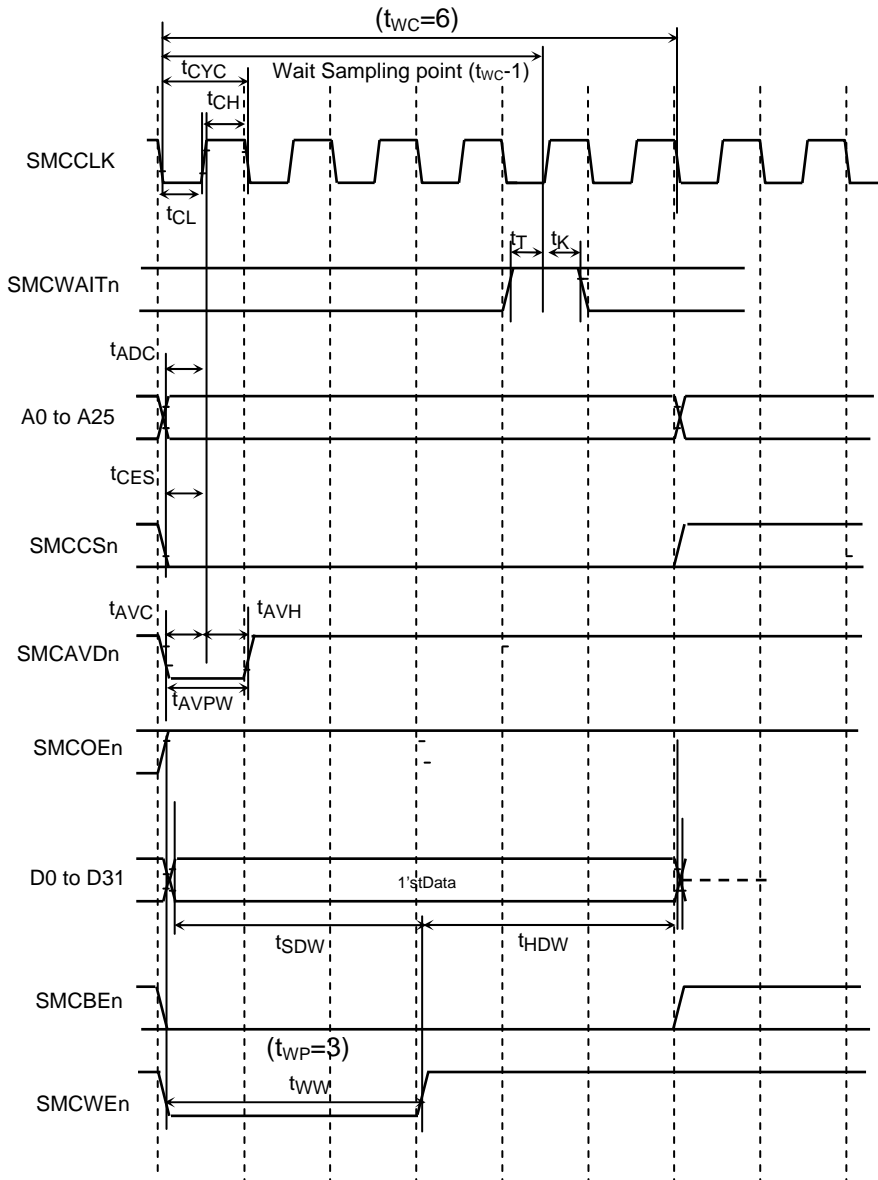 (tWC=6)
tCYC
Wait Sampling point (tWC-1)
tCH
SMCCLK
tCL
tT
tK
SMCWAITn
tADC
A0 to A25
tCES
SMCCSn
tAVC
tAVH
SMCAVDn
tAVPW
SMCOEn
D0 to D31
1'stData
tSDW
tHDW
SMCBEn
(tWP=3)
tWW
SMCWEn